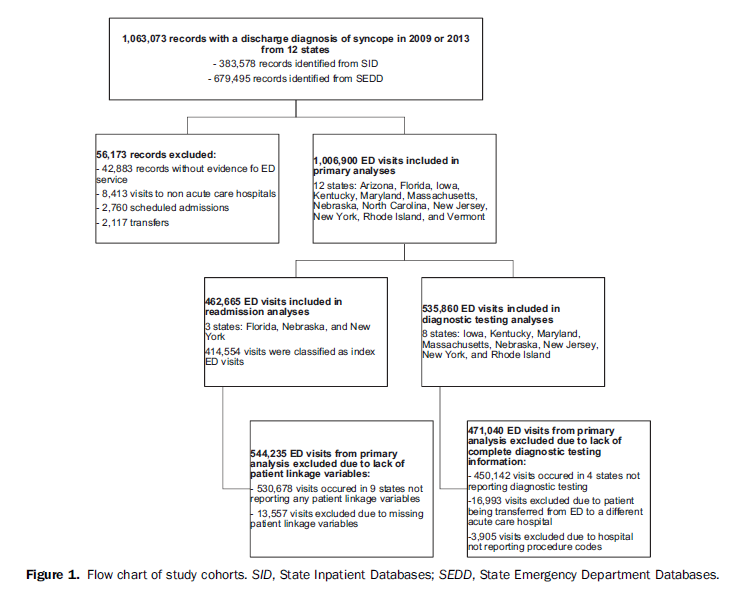 1,063,073 records with a discharge diagnosis of syncope in 2009 or 2013
from 12 states
- 383,578 records identified from SID
- 679,495 records identified from SEDD
56,173 records excluded:
- 42,883 records without evidence fo ED
service
- 8,413 visits to non acute care hospitals
- 2,760 scheduled admissions
- 2,117 transfers
1,006,900 ED visits included in
primary analyses
12 states: Arizona, Florida, Iowa,
Kentucky, Maryland, Massachusetts,
Nebraska, North Carolina, New Jersey,
New York, Rhode Island, and Vermont
462,665 ED visits included in
readmission analyses
3 states: Florida, Nebraska, and New
York
414,554 visits were classified as index
ED visits
535,860 ED visits included in
diagnostic testing analyses
8 states: Iowa, Kentucky, Maryland,
Massachusetts, Nebraska, New Jersey,
New York, and Rhode Island
544,235 ED visits from primary
analysis excluded due to lack of
patient linkage variables:
- 530,678 visits occured in 9 states not
reporting any patient linkage variables
- 13,557 visits excluded due to missing
patient linkage variables
471,040 ED visits from primary
analysis excluded due to lack of
complete diagnostic testing
information:
- 450,142 visits occured in 4 states not
reporting diagnostic testing
-16,993 visits excluded due to patient
being transferred from ED to a different
acute care hospital
-3,905 visits excluded due to hospital
not reporting procedure codes
Figure 1. Flow chart of study cohorts. SID, State Inpatient Databases; SEDD, State Emergency Department Databases.